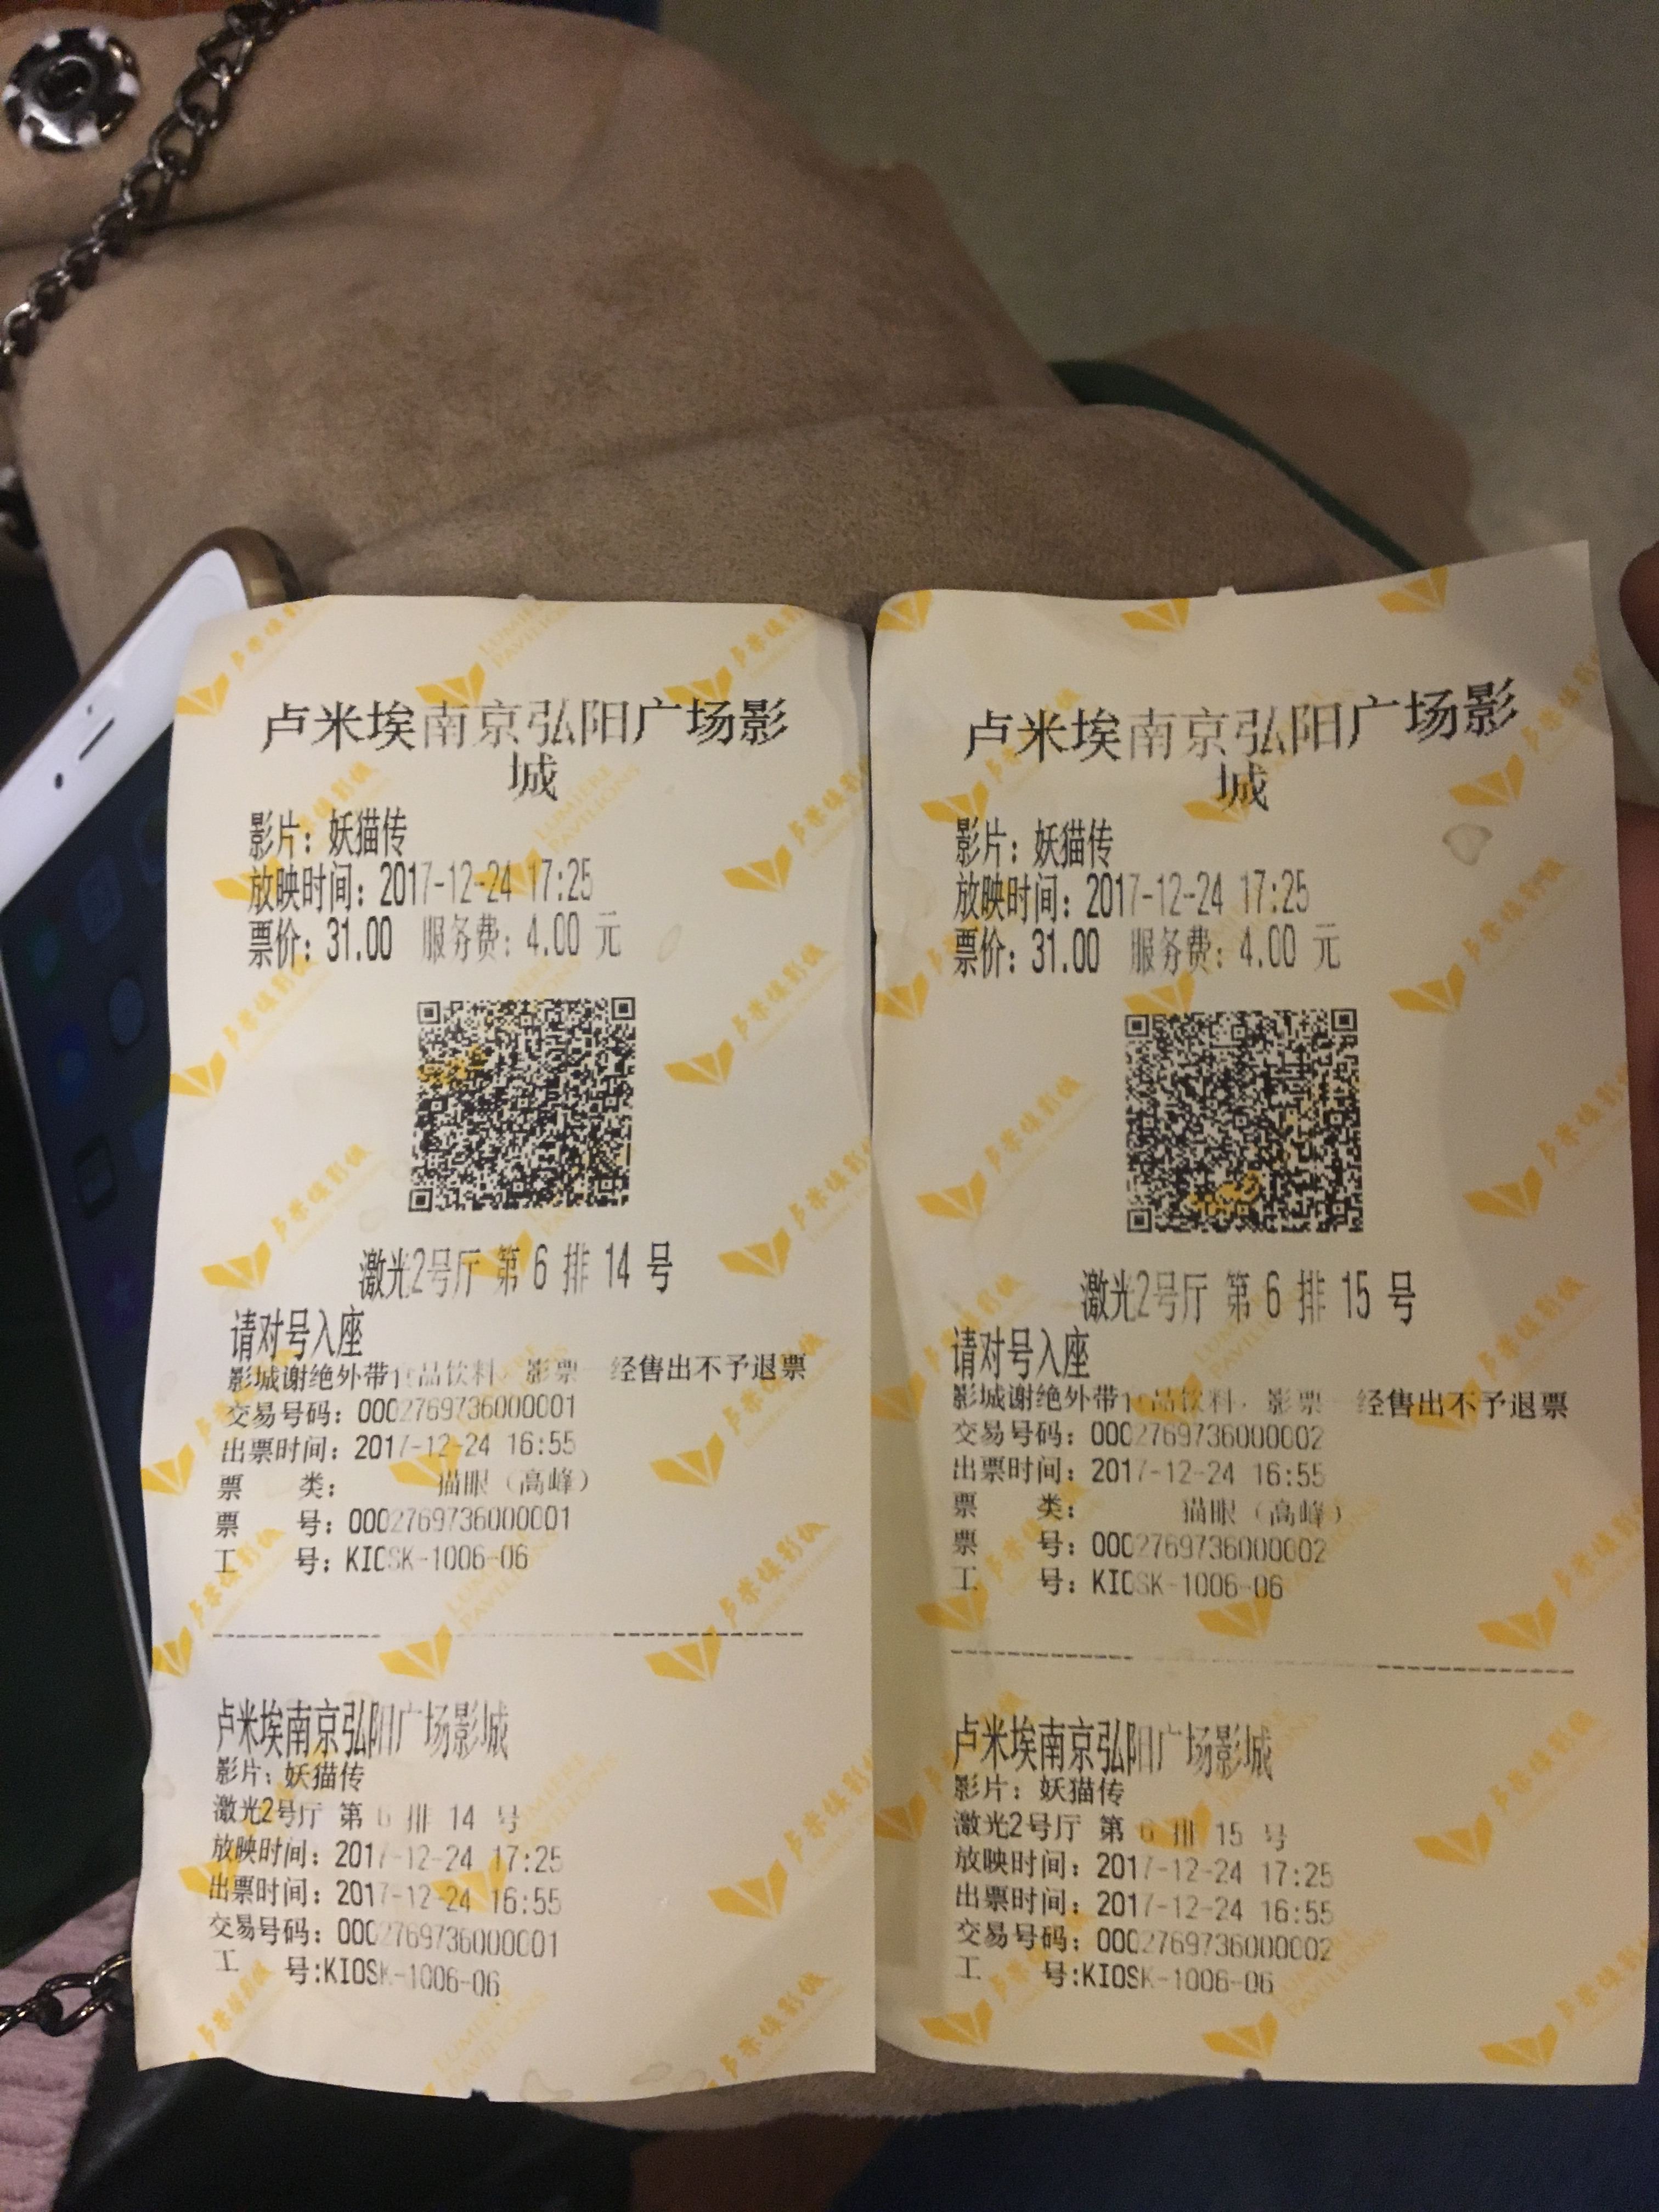 卢米埃南京弘阳广场影
城
影片：妖猫传
放映时间：2017-12-24 17:25
票价：31.00 服务费：4.00 元
激光2号厅 第 6 排 14 号
请对号入座
影城谢绝外带食品饮料，影票一经售出不予退票
交易号码：0002769736000001
出票时间：2017-12-24 16:55
票 类： 猫眼（高峰）
票 号：0002769736000001
工 号：KIOSK-1006-06
卢米埃南京弘阳广场影城
影片：妖猫传
激光2号厅 第 6 排 14 号
放映时间：2017-12-24 17:25
出票时间：2017-12-24 16:55
交易号码：0002769736000001
工 号:KIOSK-1006-06
卢米埃南京弘阳广场影
城
影片：妖猫传
放映时间：2017-12-24 17:25
票价：31.00 服务费：4.00 元
激光2号厅 第 6 排 15 号
请对号入座
影城谢绝外带食品饮料，影票一经售出不予退票
交易号码：0002769736000002
出票时间：2017-12-24 16:55
票 类： 猫眼（高峰）
票 号：0002769736000002
工 号：KIOSK-1006-06
卢米埃南京弘阳广场影城
影片：妖猫传
激光2号厅 第 6 排 15 号
放映时间：2017-12-24 17:25
出票时间：2017-12-24 16:55
交易号码：0002769736000002
工 号:KIOSK-1006-06
卢米埃影城
LUMIERE
PAVILIONS